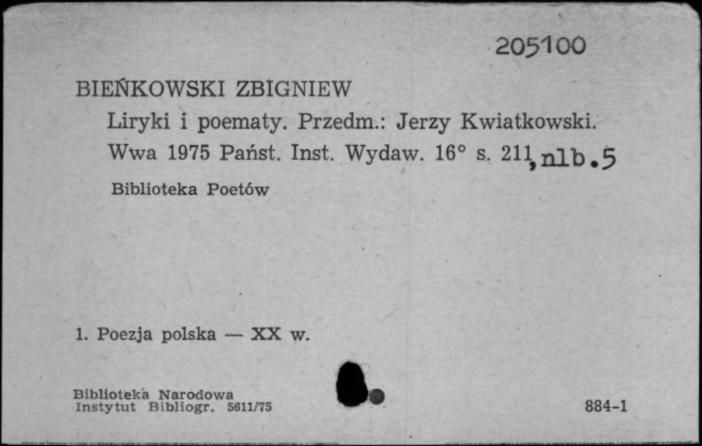 205100
BIEŃKOWSKI ZBIGNIEW
Liryki i poematy. Przedm.: Jerzy Kwiatkowski.
Wwa 1975 Państ. Inst. Wydaw. 16° s. 211, nlb. 5
Biblioteka Poetów
1. Poezja polska — XX w.
Biblioteka Narodowa
Instytut Bibliogr. 5611/75
884-1